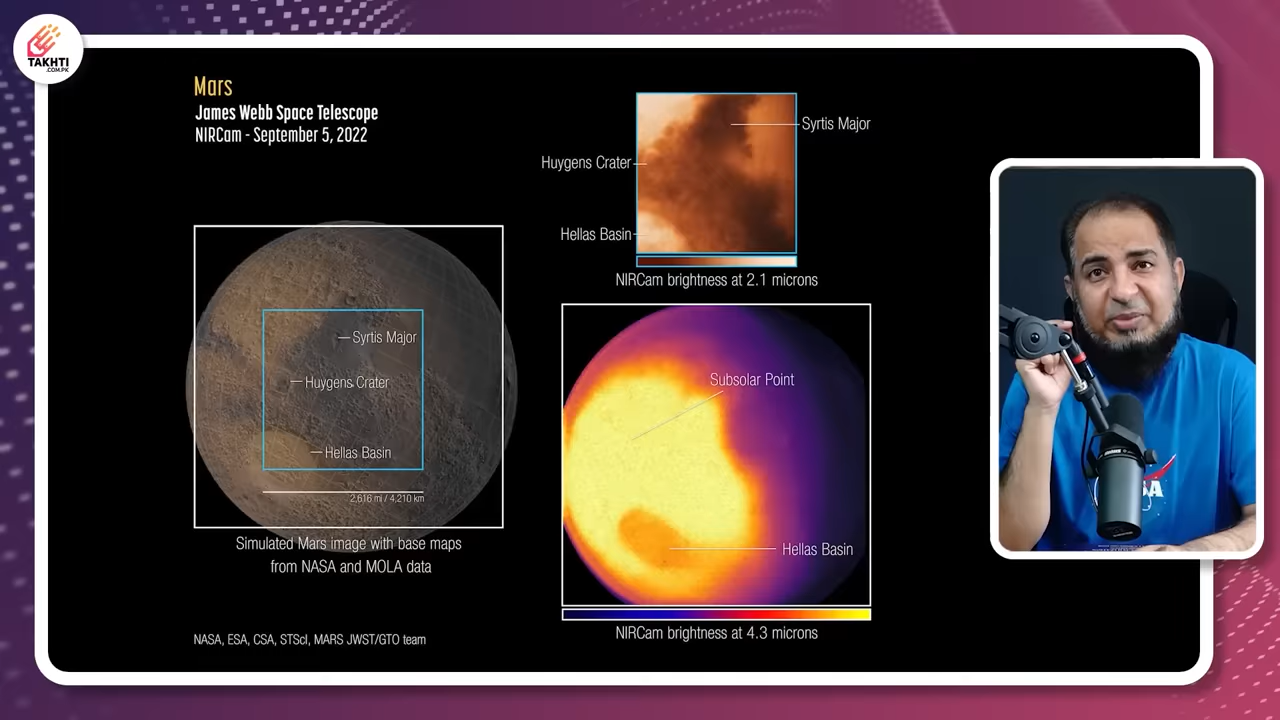 TAKHTI
.COM.PK
Mars
James Webb Space Telescope
NIRCam - September 5, 2022
Syrtis Major
Huygens Crater
Hellas Basin
NIRCam brightness at 2.1 microns
Syrtis Major
Huygens Crater
Hellas Basin
2,616 mi / 4,210 km
Simulated Mars image with base maps
from NASA and MOLA data
Subsolar Point
Hellas Basin
NIRCam brightness at 4.3 microns
NASA, ESA, CSA, STScI, MARS JWST/GTO team